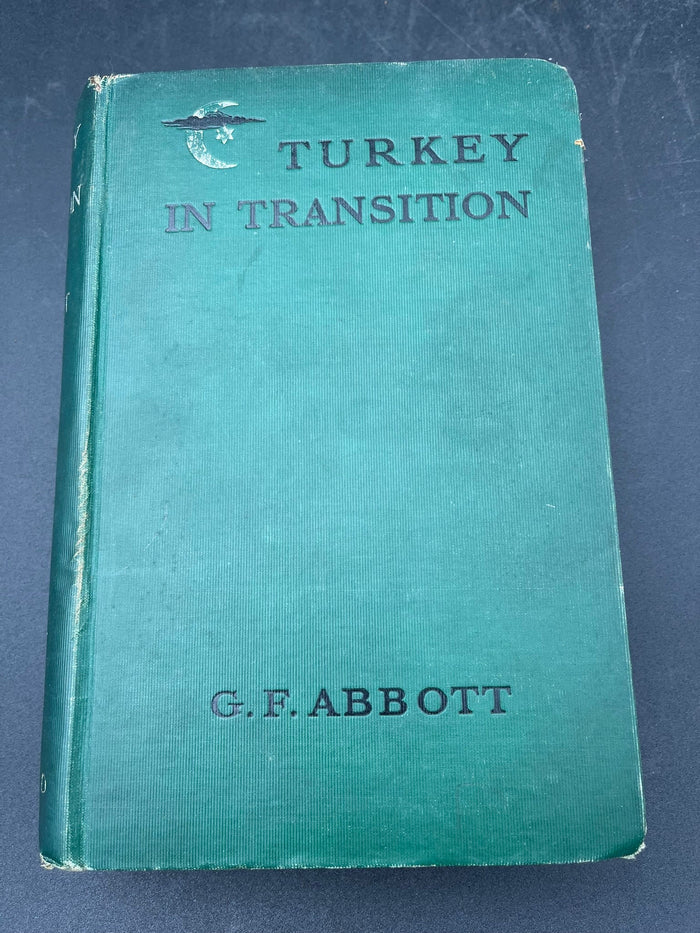 TURKEY
IN TRANSITION
G. F. ABBOTT